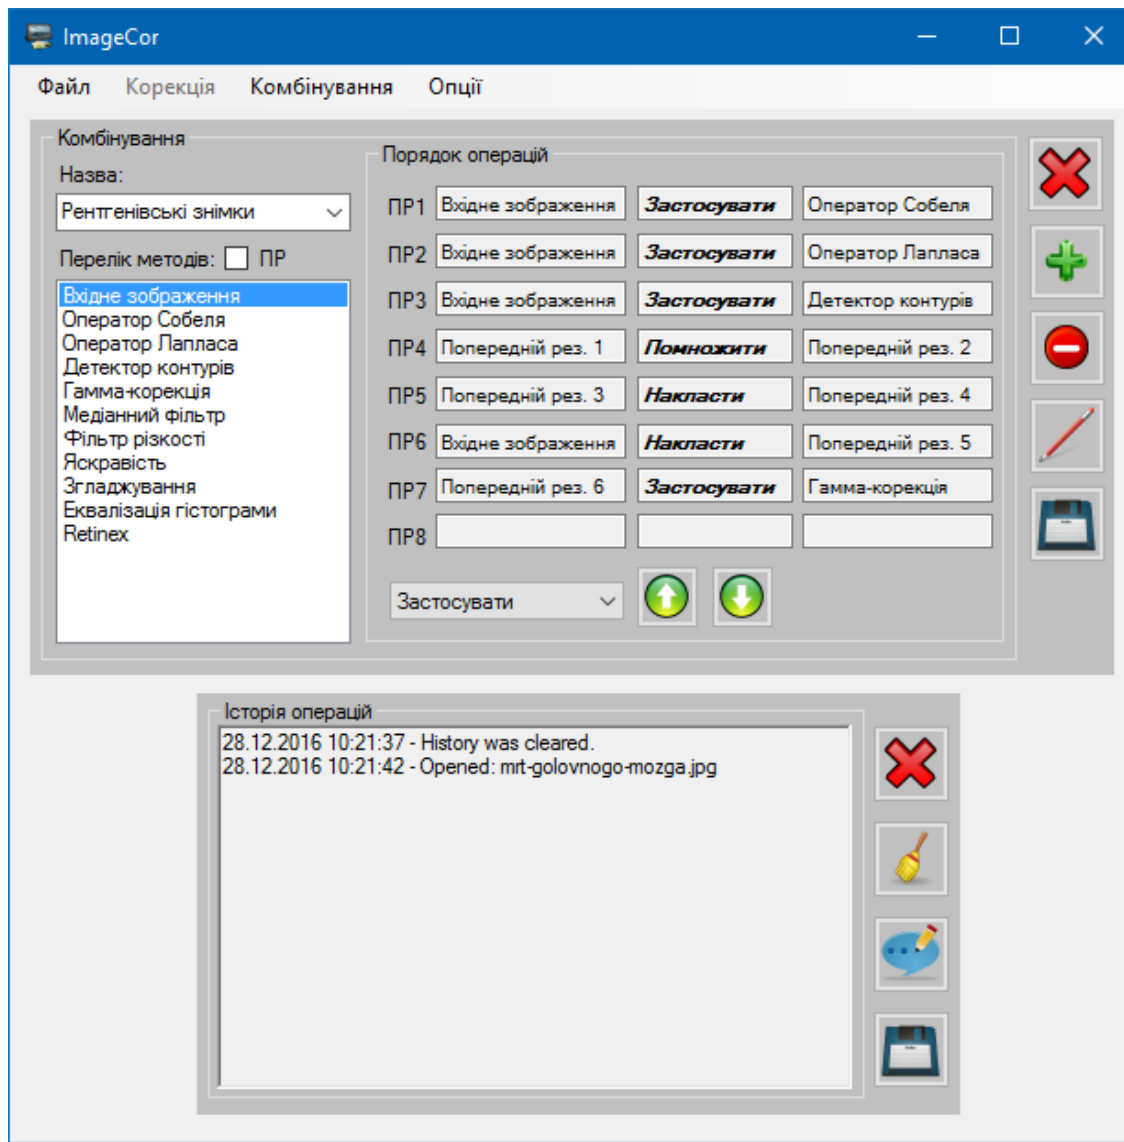 ImageCor
Файл Корекція Комбінування Опції
Комбінування
Назва:
Рентгенівські знімки
Перелік методів: ПР
Вхідне зображення
Оператор Собеля
Оператор Лапласа
Детектор контурів
Гамма-корекція
Медіанний фільтр
Фільтр різкості
Яскравість
Згладжування
Еквалізація гістограми
Retinex
Порядок операцій
ПР1 Вхідне зображення Застосувати Оператор Собеля
ПР2 Вхідне зображення Застосувати Оператор Лапласа
ПР3 Вхідне зображення Застосувати Детектор контурів
ПР4 Попередній рез. 1 Помножити Попередній рез. 2
ПР5 Попередній рез. 3 Накласти Попередній рез. 4
ПР6 Вхідне зображення Накласти Попередній рез. 5
ПР7 Попередній рез. 6 Застосувати Гамма-корекція
ПР8
Застосувати
Історія операцій
28.12.2016 10:21:37 - History was cleared.
28.12.2016 10:21:42 - Opened: mrt-golovnogo-mozga.jpg